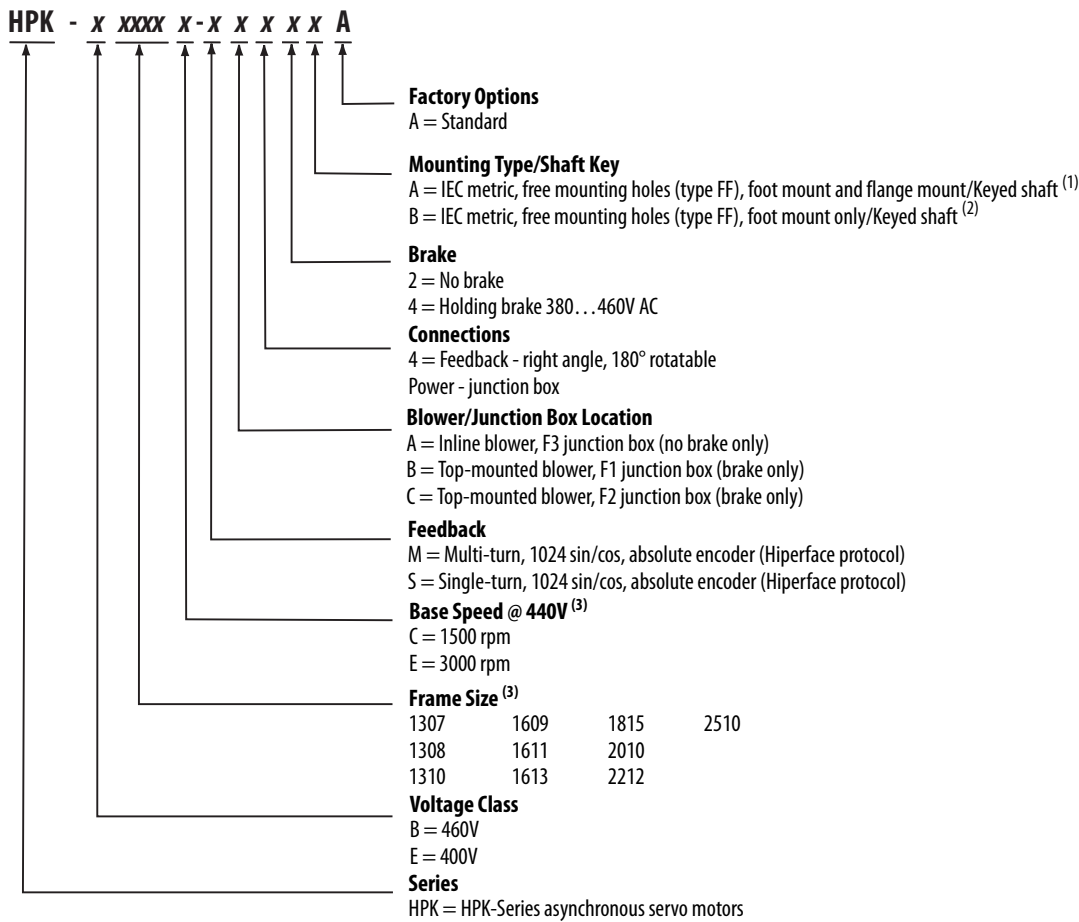 HPK - x xxxx x - x x x x x A
Factory Options
A = Standard
Mounting Type/Shaft Key
A = IEC metric, free mounting holes (type FF), foot mount and flange mount/Keyed shaft (1)
B = IEC metric, free mounting holes (type FF), foot mount only/Keyed shaft (2)
Brake
2 = No brake
4 = Holding brake 380…460V AC
Connections
4 = Feedback - right angle, 180° rotatable
Power - junction box
Blower/Junction Box Location
A = Inline blower, F3 junction box (no brake only)
B = Top-mounted blower, F1 junction box (brake only)
C = Top-mounted blower, F2 junction box (brake only)
Feedback
M = Multi-turn, 1024 sin/cos, absolute encoder (Hiperface protocol)
S = Single-turn, 1024 sin/cos, absolute encoder (Hiperface protocol)
Base Speed @ 440V (3)
C = 1500 rpm
E = 3000 rpm
Frame Size (3)
1307 1609 1815 2510
1308 1611 2010
1310 1613 2212
Voltage Class
B = 460V
E = 400V
Series
HPK = HPK-Series asynchronous servo motors